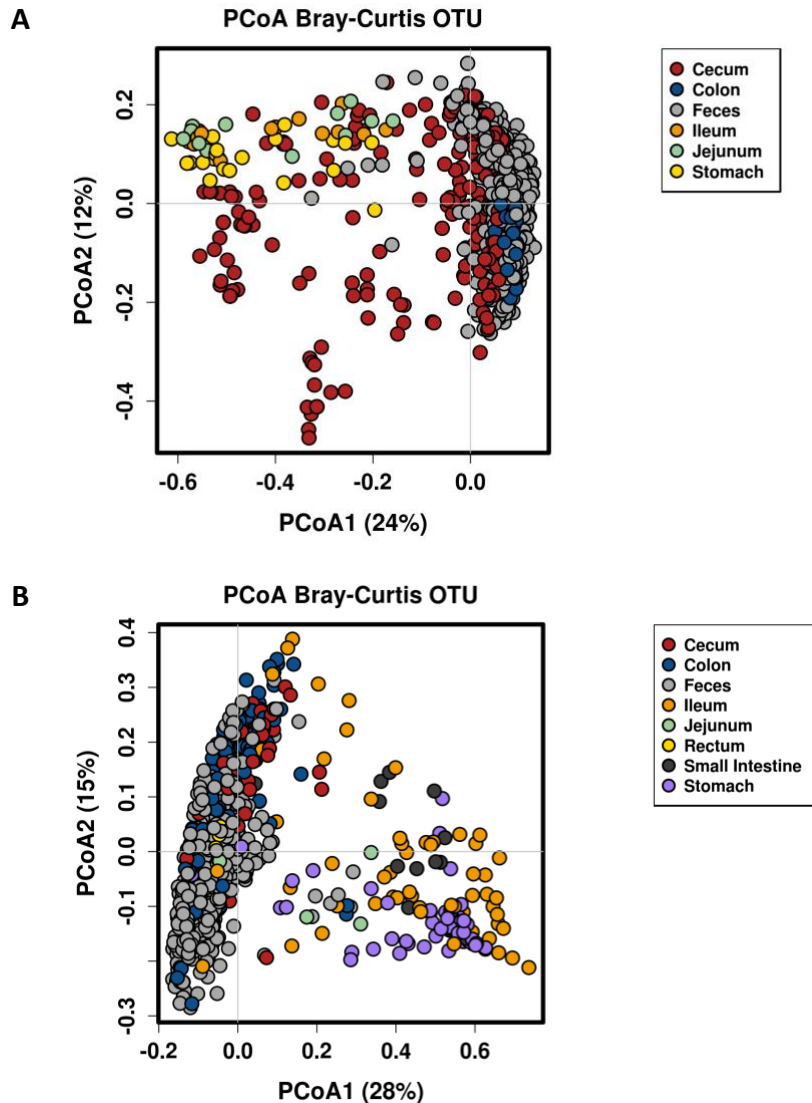 A
PCoA Bray-Curtis OTU
PCoA2 (12%)
0.2
0.0
-0.2
-0.4
-0.6
-0.4
-0.2
0.0
PCoA1 (24%)
Cecum
Colon
Feces
Ileum
Jejunum
Stomach
B
PCoA Bray-Curtis OTU
PCoA2 (15%)
0.4
0.3
0.2
0.1
0.0
-0.1
-0.3
-0.2
0.0
0.2
0.4
0.6
PCoA1 (28%)
Cecum
Colon
Feces
Ileum
Jejunum
Rectum
Small Intestine
Stomach